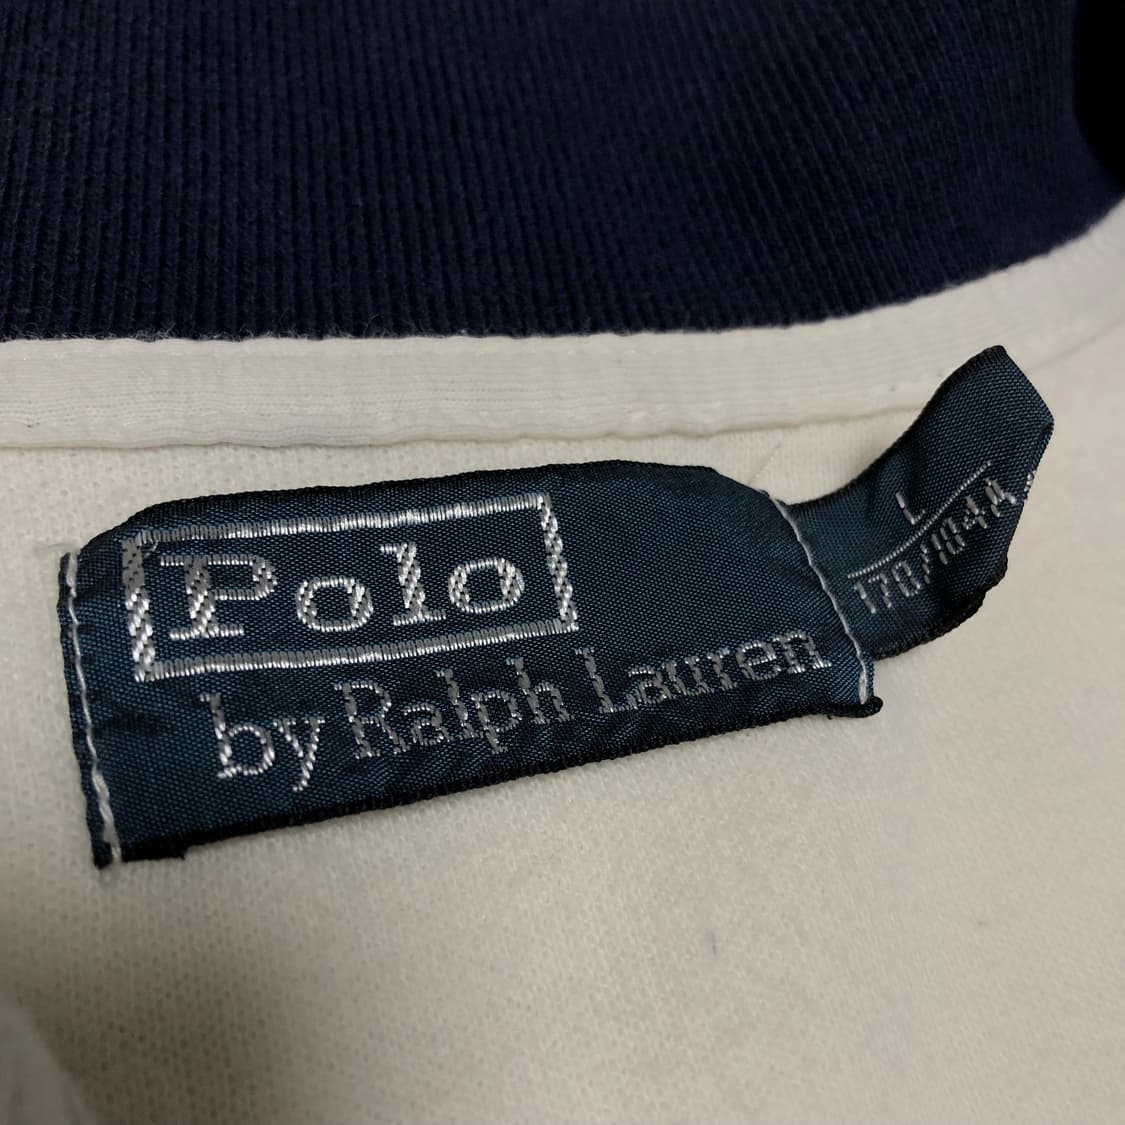 Polo
by Ralph Lauren
L
170/104A